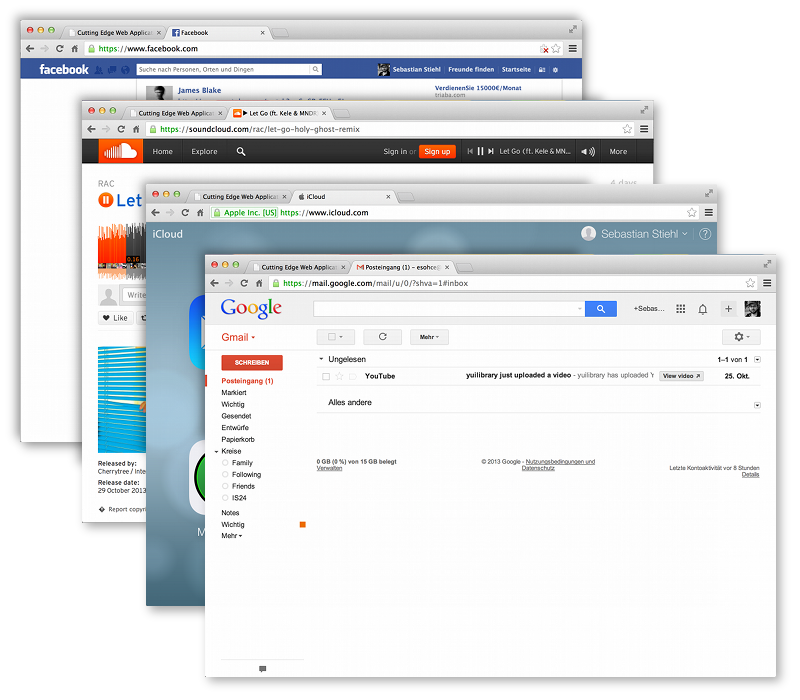 Cutting Edge Web Applicat
Facebook
https://www.facebook.com
facebook
Suche nach Personen, Orten und Dingen
Sebastian Stiehl
Freunde finden
Startseite
James Blake
VerdienenSie 15000€/Monat
triaba.com
Cutting Edge Web Applicat
▶ Let Go (ft. Kele & MNDR
https://soundcloud.com/rac/let-go-holy-ghost-remix
Home
Explore
Sign in or
Sign up
Let Go (ft. Kele & MN...
More
RAC
4 days
Let
0.16
Write
Like
Released by:
Cherrytree / Inte
Release date:
29 October 2013
Report copyri
Cutting Edge Web Applicat
iCloud
Apple Inc. [US]
https://www.icloud.com
iCloud
Sebastian Stiehl
?
M
Cutting Edge Web Applicat
Posteingang (1) – esohce@
https://mail.google.com/mail/u/0/?shva=1#inbox
Google
+Sebas...
Gmail
Mehr
SCHREIBEN
Ungelesen
1–1 von 1
Posteingang (1)
YouTube
yuilibrary just uploaded a video - yuilibrary has uploaded Y
View video
25. Okt.
Markiert
Wichtig
Alles andere
Gesendet
Entwürfe
Papierkorb
Kreise
Family
Following
Friends
IS24
0 GB (0 %) von 15 GB belegt
Verwalten
© 2013 Google - Nutzungsbedingungen und
Datenschutz
Letzte Kontoaktivität vor 8 Stunden
Details
Notes
Wichtig
Mehr